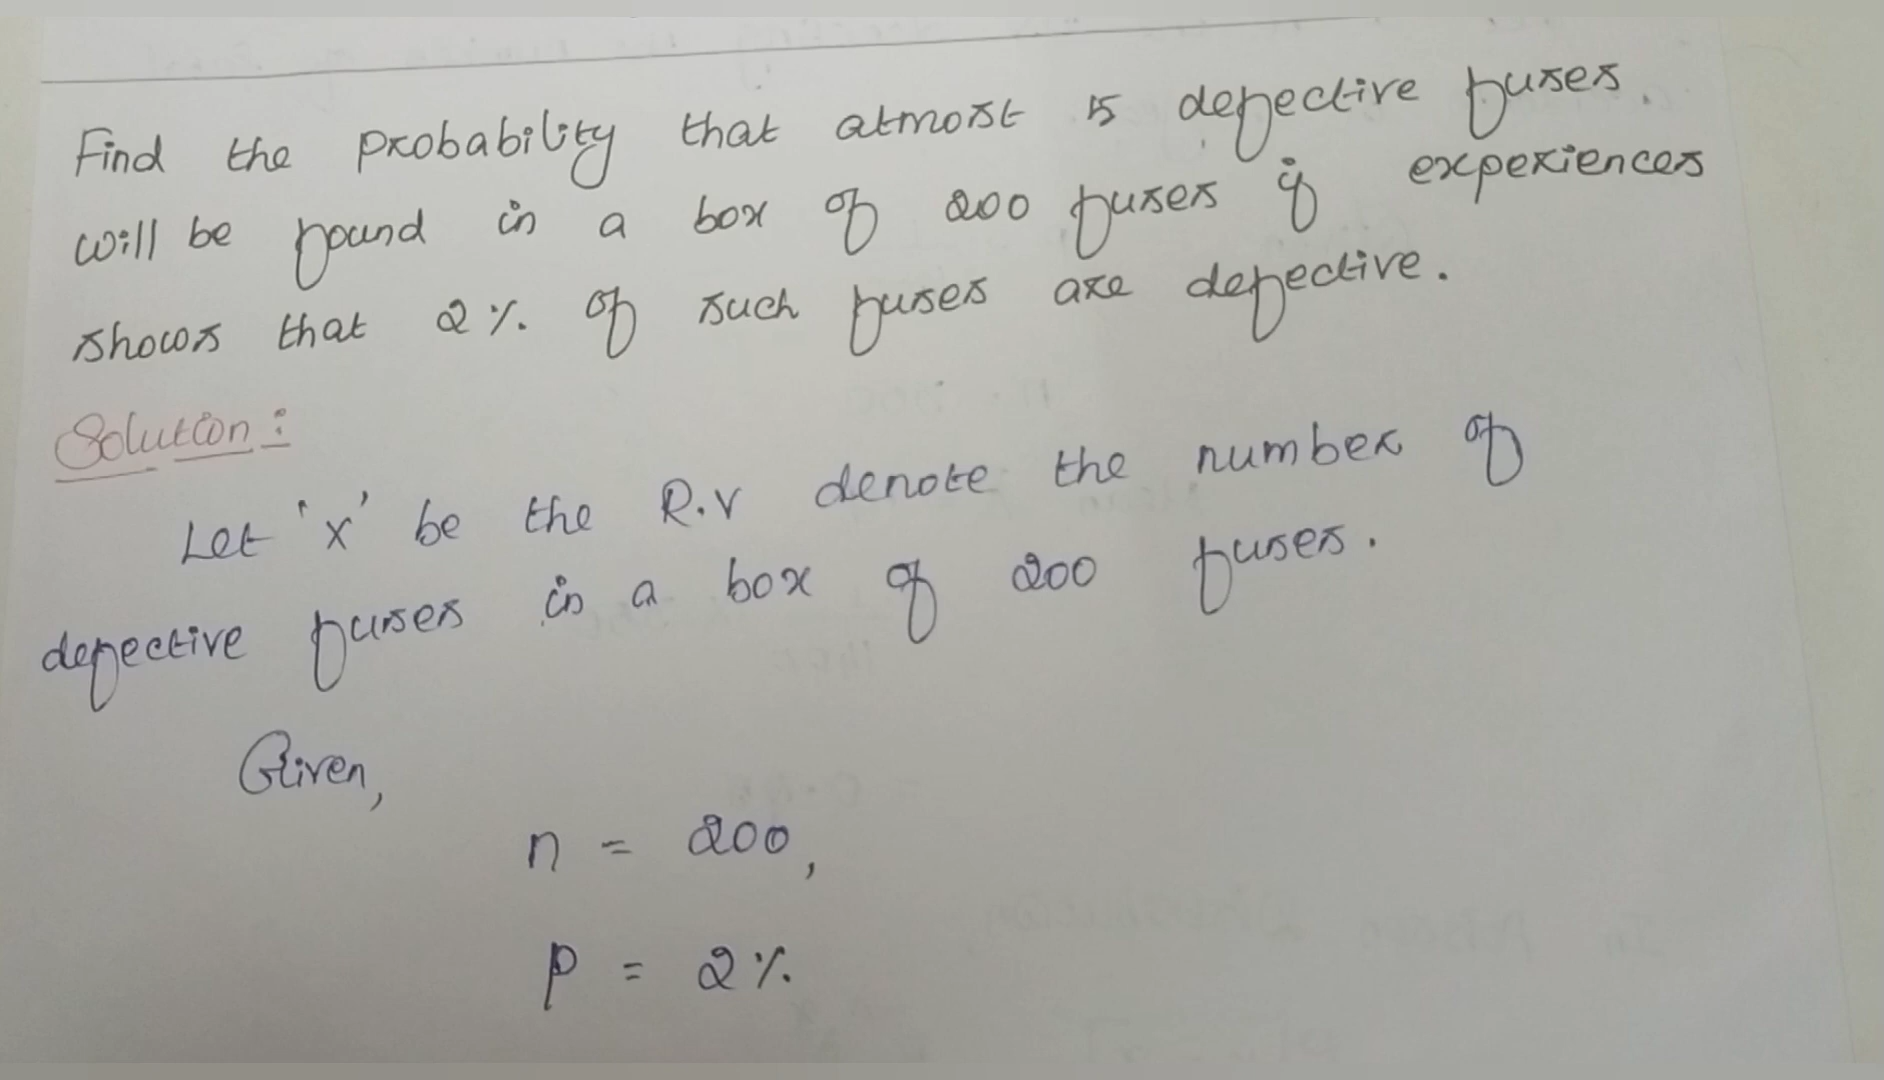 Find the probability that atmost 5 defective fuses.
will be found in a box of 200 fuses if experiences
shows that 2%. of such fuses are defective.
Solution:
Let 'x' be the R.V denote the number of
defective fuses in a box of 200 fuses.
Given,
n = 200,
p = 2%